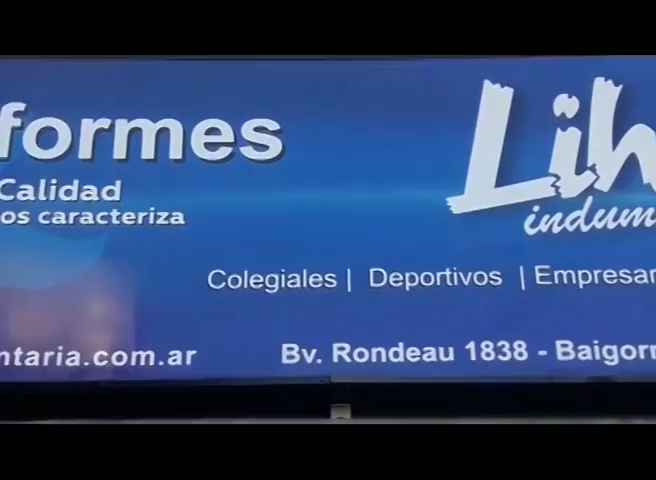 formes
Lih
Calidad
os caracteriza
indum
Colegiales | Deportivos | Empresar
ntaria.com.ar
Bv. Rondeau 1838 - Baigorr